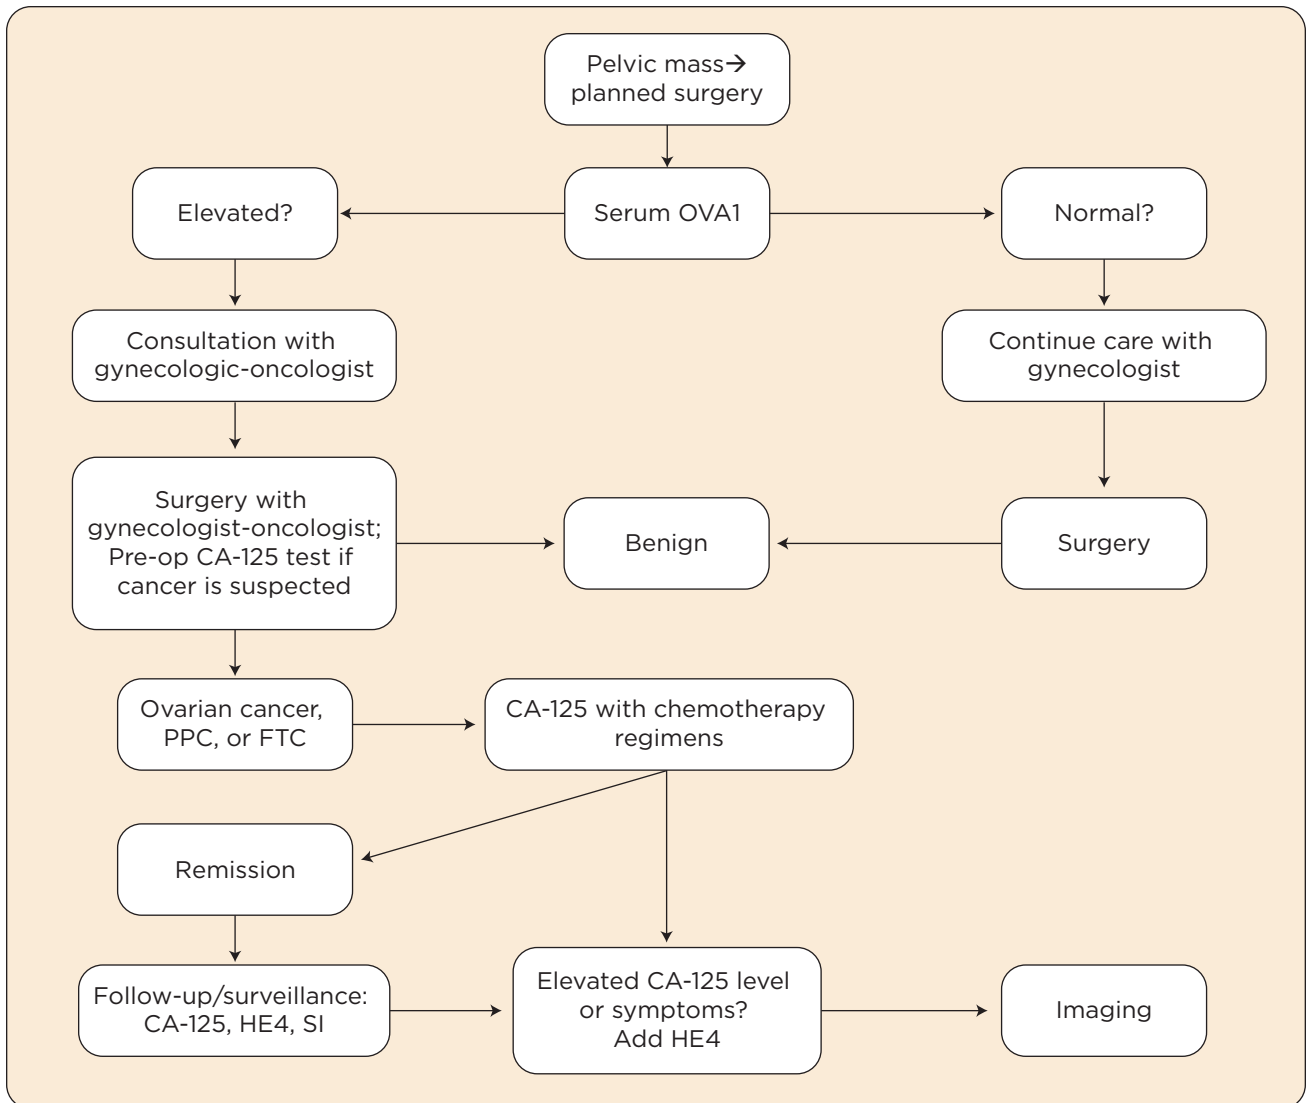 Pelvic mass→
planned surgery
Elevated?
Serum OVA1
Normal?
Consultation with
gynecologic-oncologist
Continue care with
gynecologist
Surgery with
gynecologist-oncologist;
Pre-op CA-125 test if
cancer is suspected
Benign
Surgery
Ovarian cancer,
PPC, or FTC
CA-125 with chemotherapy
regimens
Remission
Follow-up/surveillance:
CA-125, HE4, SI
Elevated CA-125 level
or symptoms?
Add HE4
Imaging